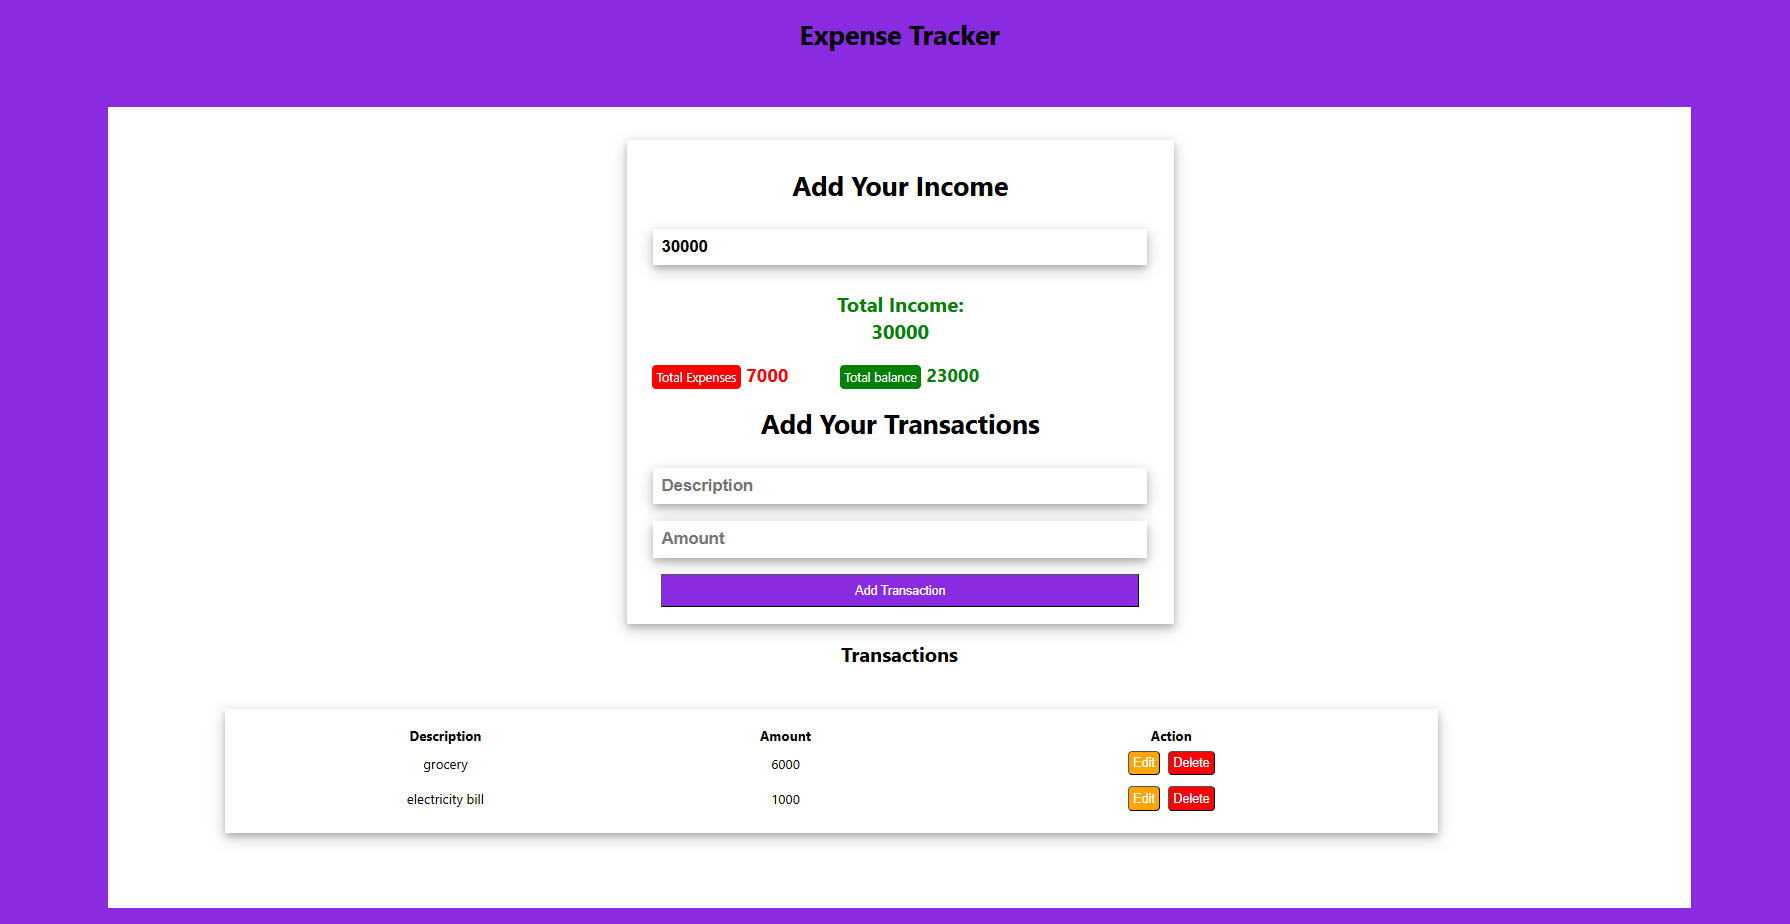 Expense Tracker
Add Your Income
30000
Total Income:
30000
Total Expenses 7000 Total balance 23000
Add Your Transactions
Description
Amount
Add Transaction
Transactions
Description Amount Action
grocery 6000 Edit Delete
electricity bill 1000 Edit Delete